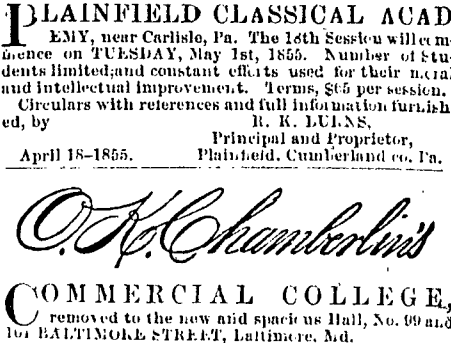 PLAINFIELD CLASSICAL ACAD
EMY, near Carlisle, Pa. The 18th Session will com
mence on TUESDAY, May 1st, 1855. Number of Stu-
dents limited, and constant efforts used for their moral
and intellectual improvement. Terms, $65 per session.
Circulars with references and full information furnish
ed, by R. K. BURNS,
Principal and Proprietor,
April 18–1855. Plainfield, Cumberland co. Pa.
O. K. Chamberlin's
COMMERCIAL COLLEGE,
removed to the new and spacious Hall, No. 99 and
101 BALTIMORE STREET, Baltimore, Md.